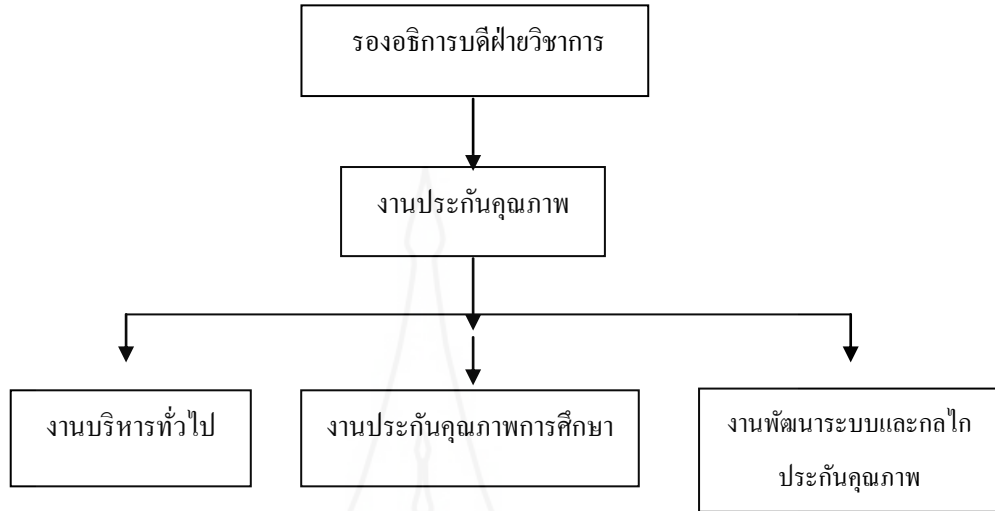 รองอธิการบดีฝ่ายวิชาการ
งานประกันคุณภาพ
งานบริหารทั่วไป
งานประกันคุณภาพการศึกษา
งานพัฒนาระบบและกลไก
ประกันคุณภาพ